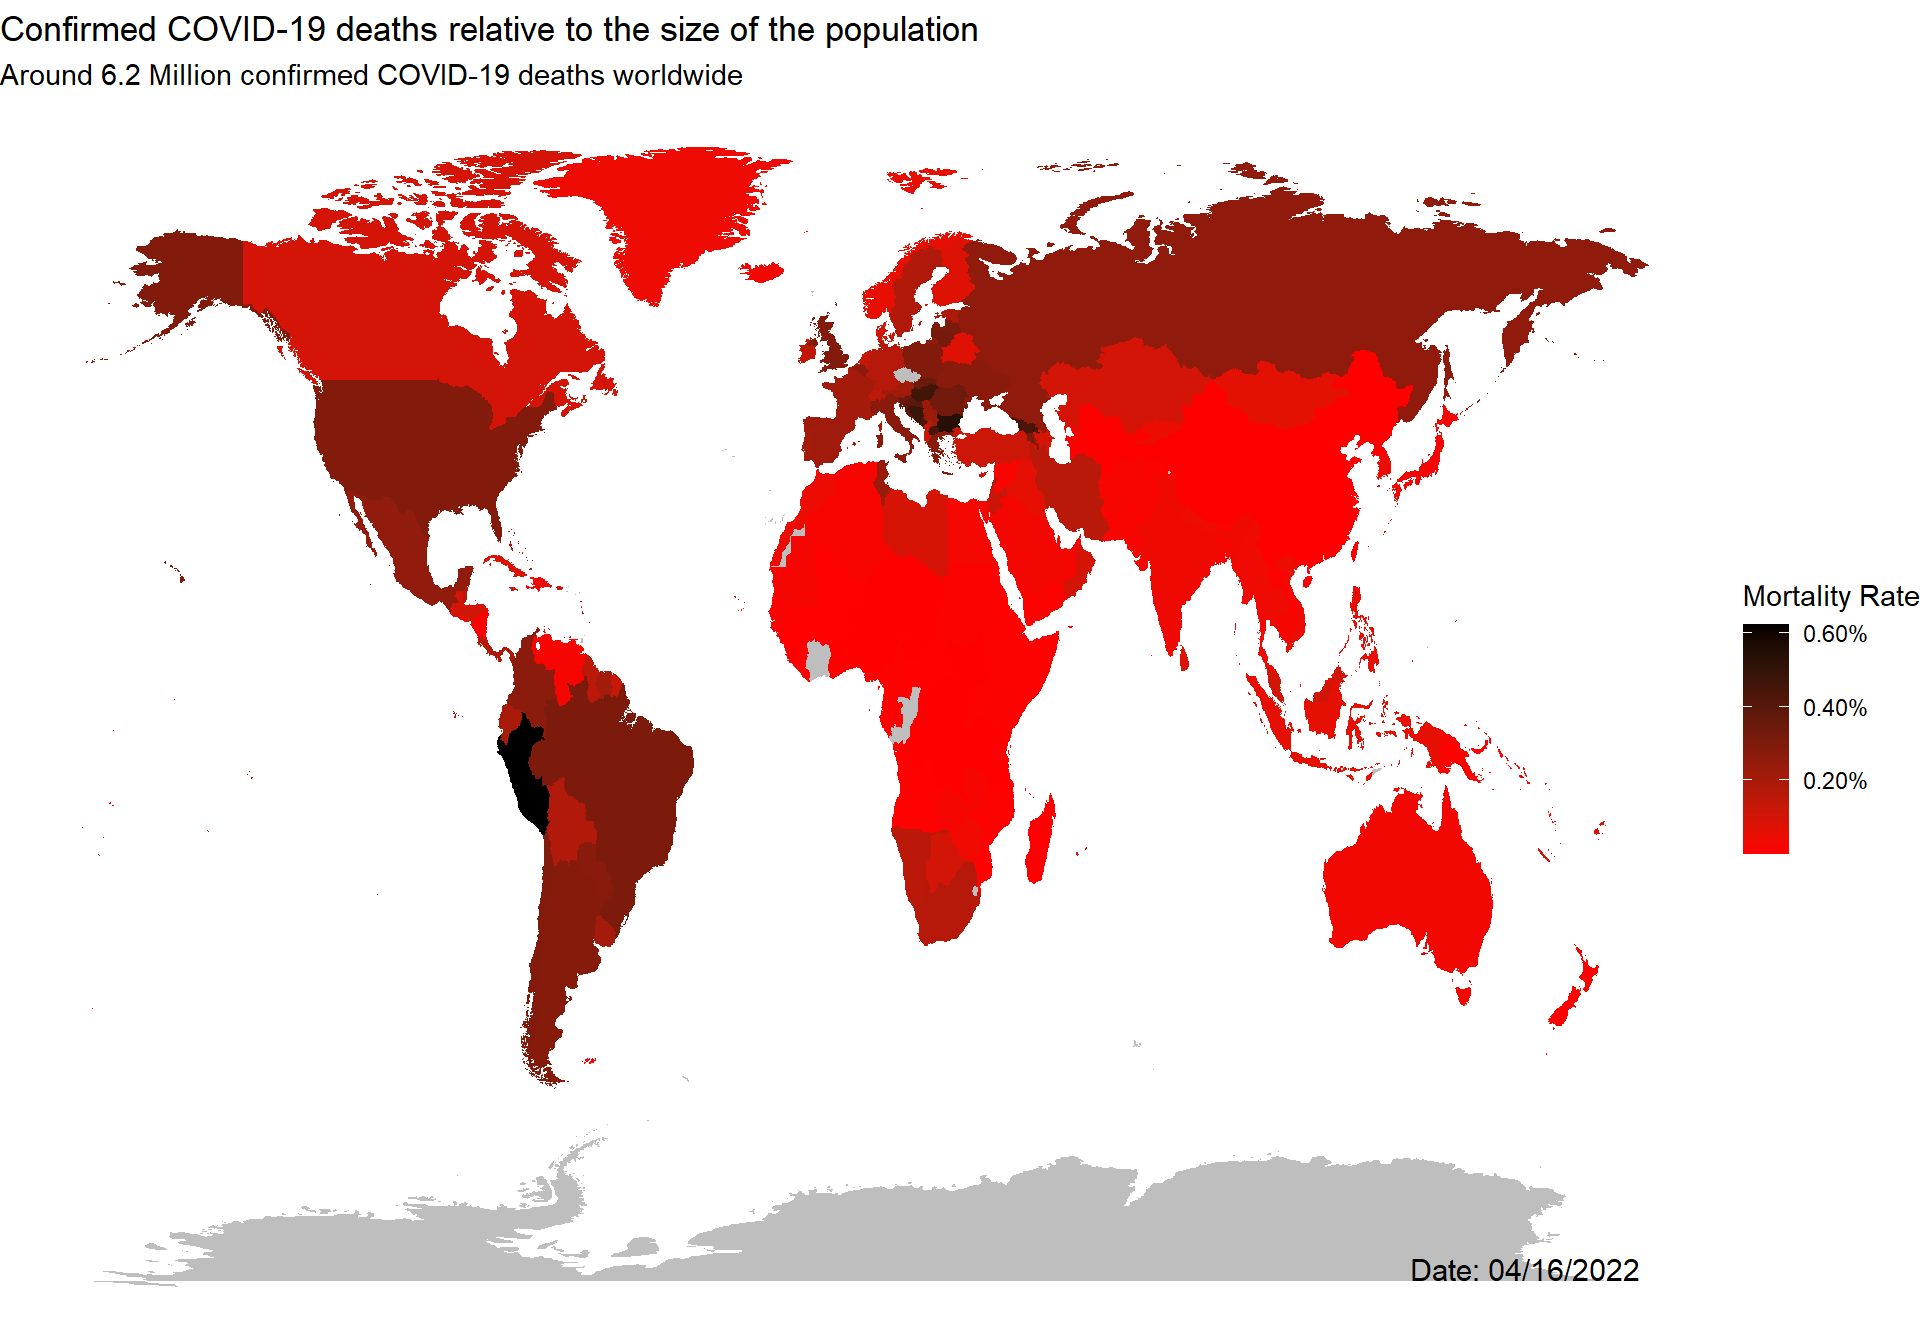 Confirmed COVID-19 deaths relative to the size of the population
Around 6.2 Million confirmed COVID-19 deaths worldwide
Mortality Rate
0.60%
0.40%
0.20%
Date: 04/16/2022